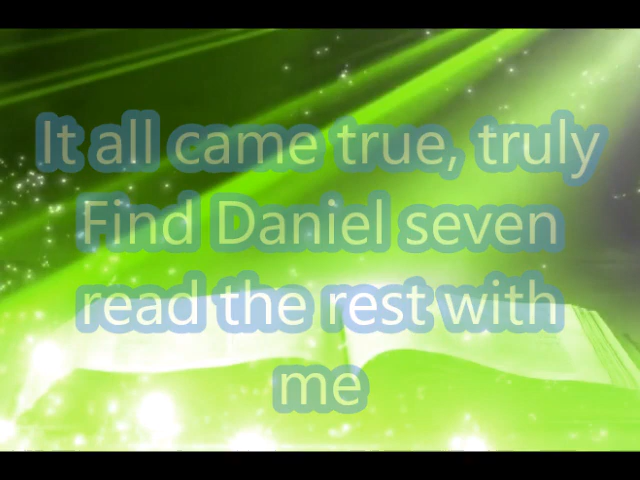 It all came true, truly
Find Daniel seven
read the rest with
me